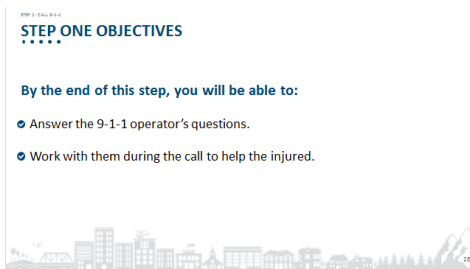 STEP 1: CALL 9-1-1
STEP ONE OBJECTIVES
By the end of this step, you will be able to:
Answer the 9-1-1 operator's questions.
Work with them during the call to help the injured.
26